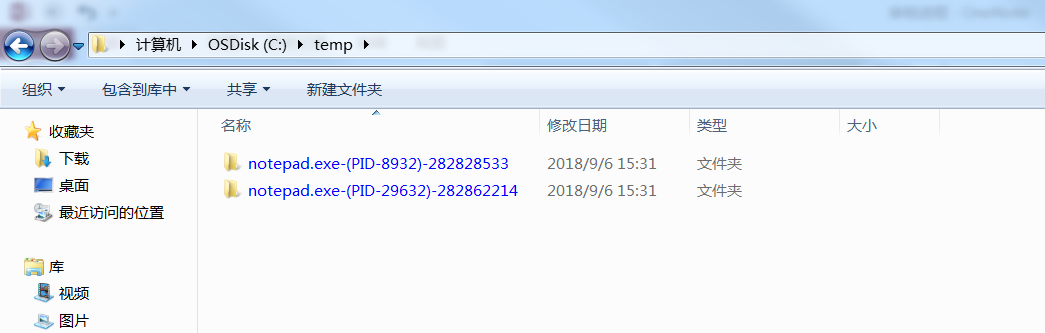 计算机 OSDisk (C:) temp
组织 包含到库中 共享 新建文件夹
名称 修改日期 类型 大小
收藏夹
下载
桌面
最近访问的位置
库
视频
图片
notepad.exe-(PID-8932)-282828533 2018/9/6 15:31 文件夹
notepad.exe-(PID-29632)-282862214 2018/9/6 15:31 文件夹